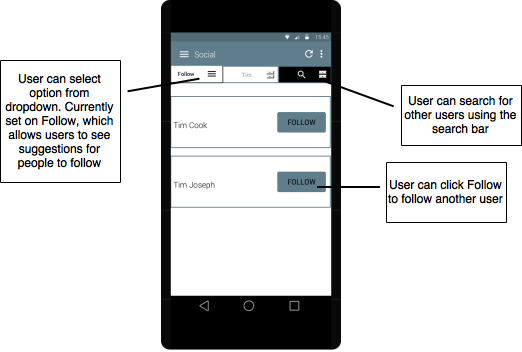 15:45
Social
Follow
Tim
User can select
option from
dropdown. Currently
set on Follow, which
allows users to see
suggestions for
people to follow
User can search for
other users using the
search bar
Tim Cook
FOLLOW
Tim Joseph
FOLLOW
User can click Follow
to follow another user